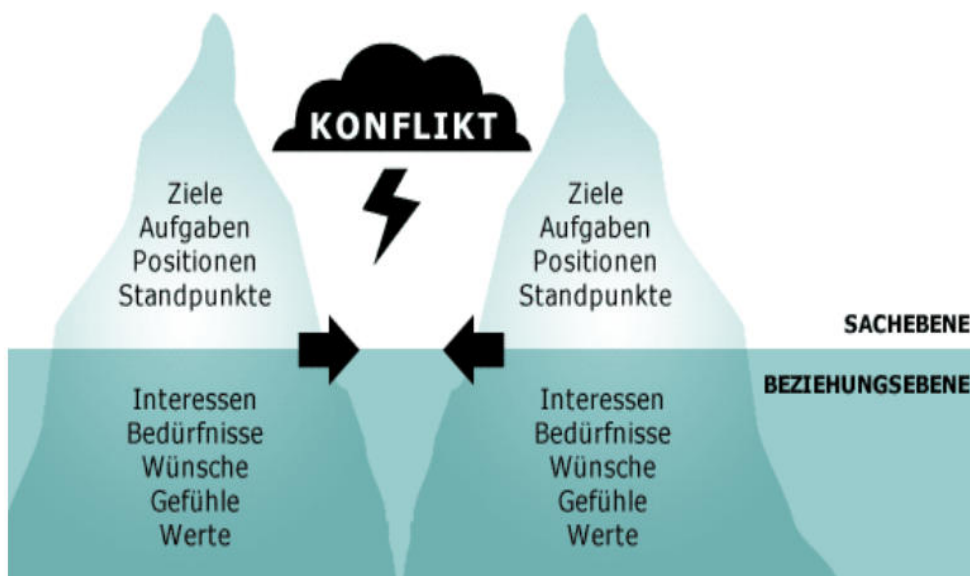 KONFLIKT
Ziele
Aufgaben
Positionen
Standpunkte
Ziele
Aufgaben
Positionen
Standpunkte
SACHEBENE
BEZIEHUNGSEBENE
Interessen
Bedürfnisse
Wünsche
Gefühle
Werte
Interessen
Bedürfnisse
Wünsche
Gefühle
Werte